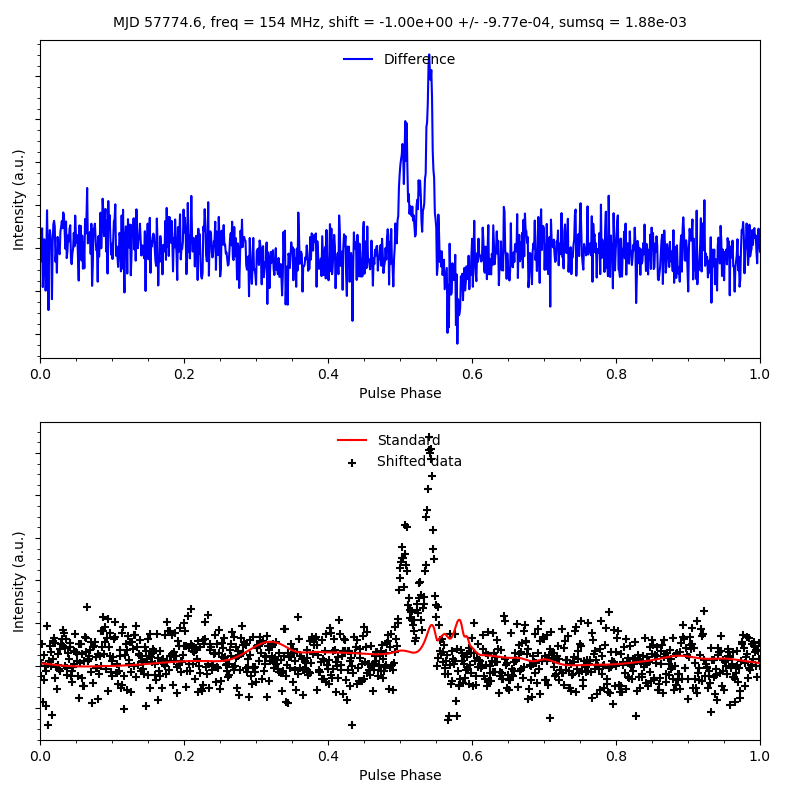 MJD 57774.6, freq = 154 MHz, shift = -1.00e+00 +/- -9.77e-04, sumsq = 1.88e-03
Difference
Intensity (a.u.)
0.0 0.2 0.4 0.6 0.8 1.0
Pulse Phase
Standard
Shifted data
Intensity (a.u.)
0.0 0.2 0.4 0.6 0.8 1.0
Pulse Phase